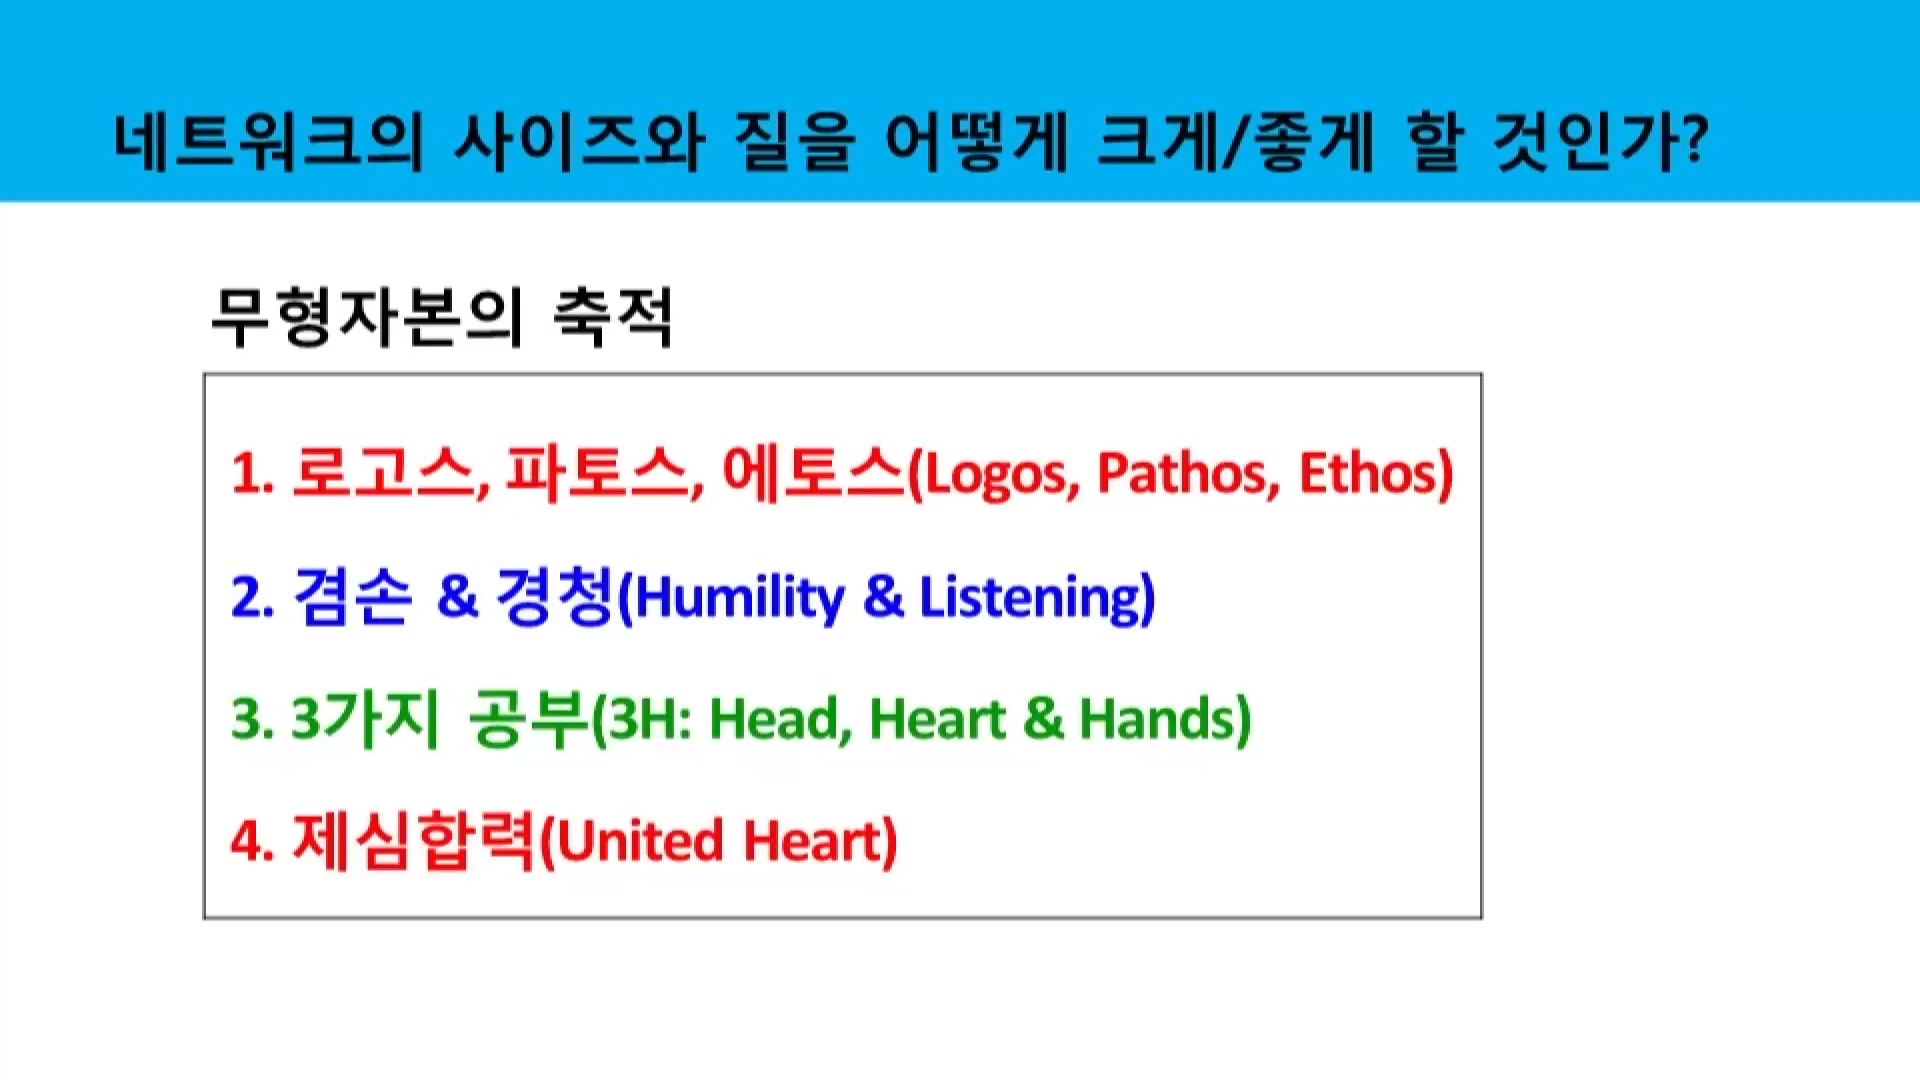 네트워크의 사이즈와 질을 어떻게 크게/좋게 할 것인가?
무형자본의 축적
1. 로고스, 파토스, 에토스(Logos, Pathos, Ethos)
2. 겸손 & 경청(Humility & Listening)
3. 3가지 공부(3H: Head, Heart & Hands)
4. 제심합력(United Heart)